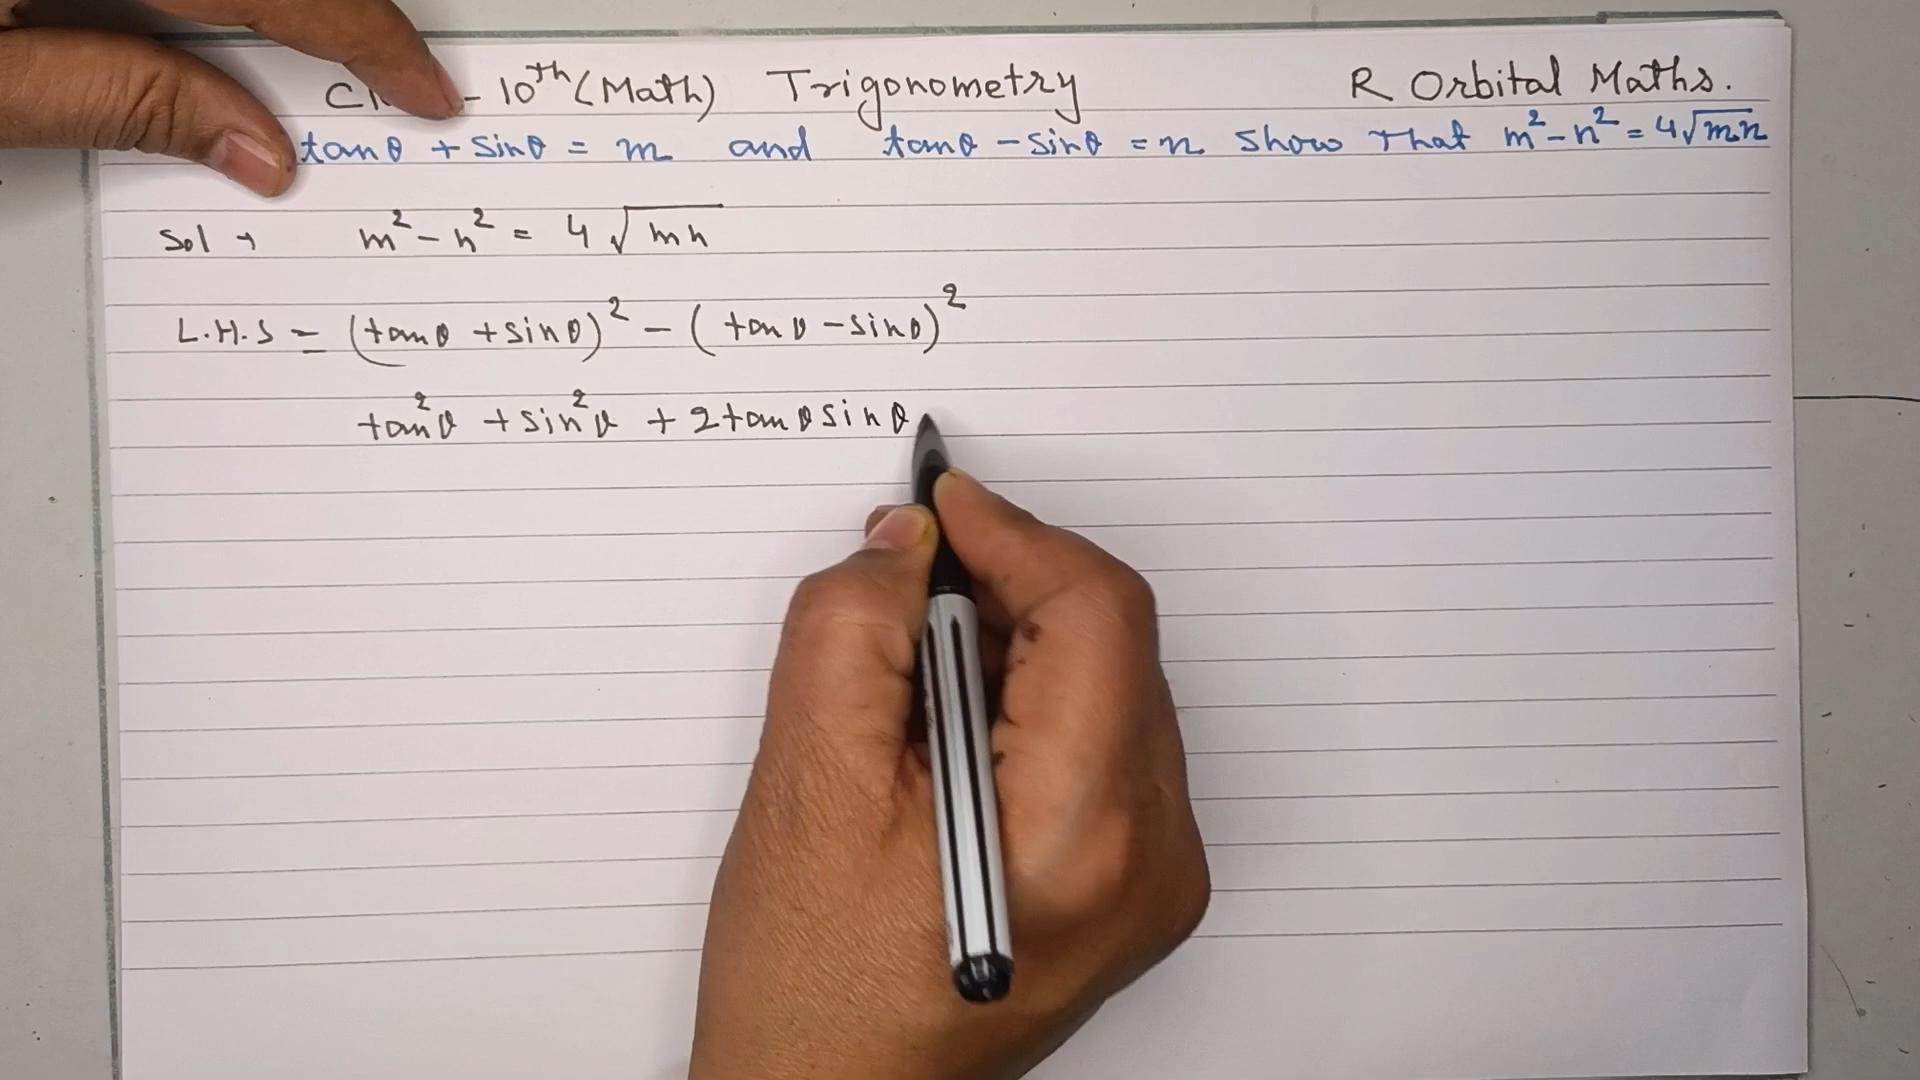 - 10th (Math) Trigonometry R Orbital Maths.
tanθ + sinθ = m and tanθ - sinθ = n show that m² - n² = 4√mn
Sol → m² - n² = 4√mn
L.H.S = (tanθ + sinθ)² - (tanθ - sinθ)²
tan²θ + sin²θ + 2tanθ sinθ